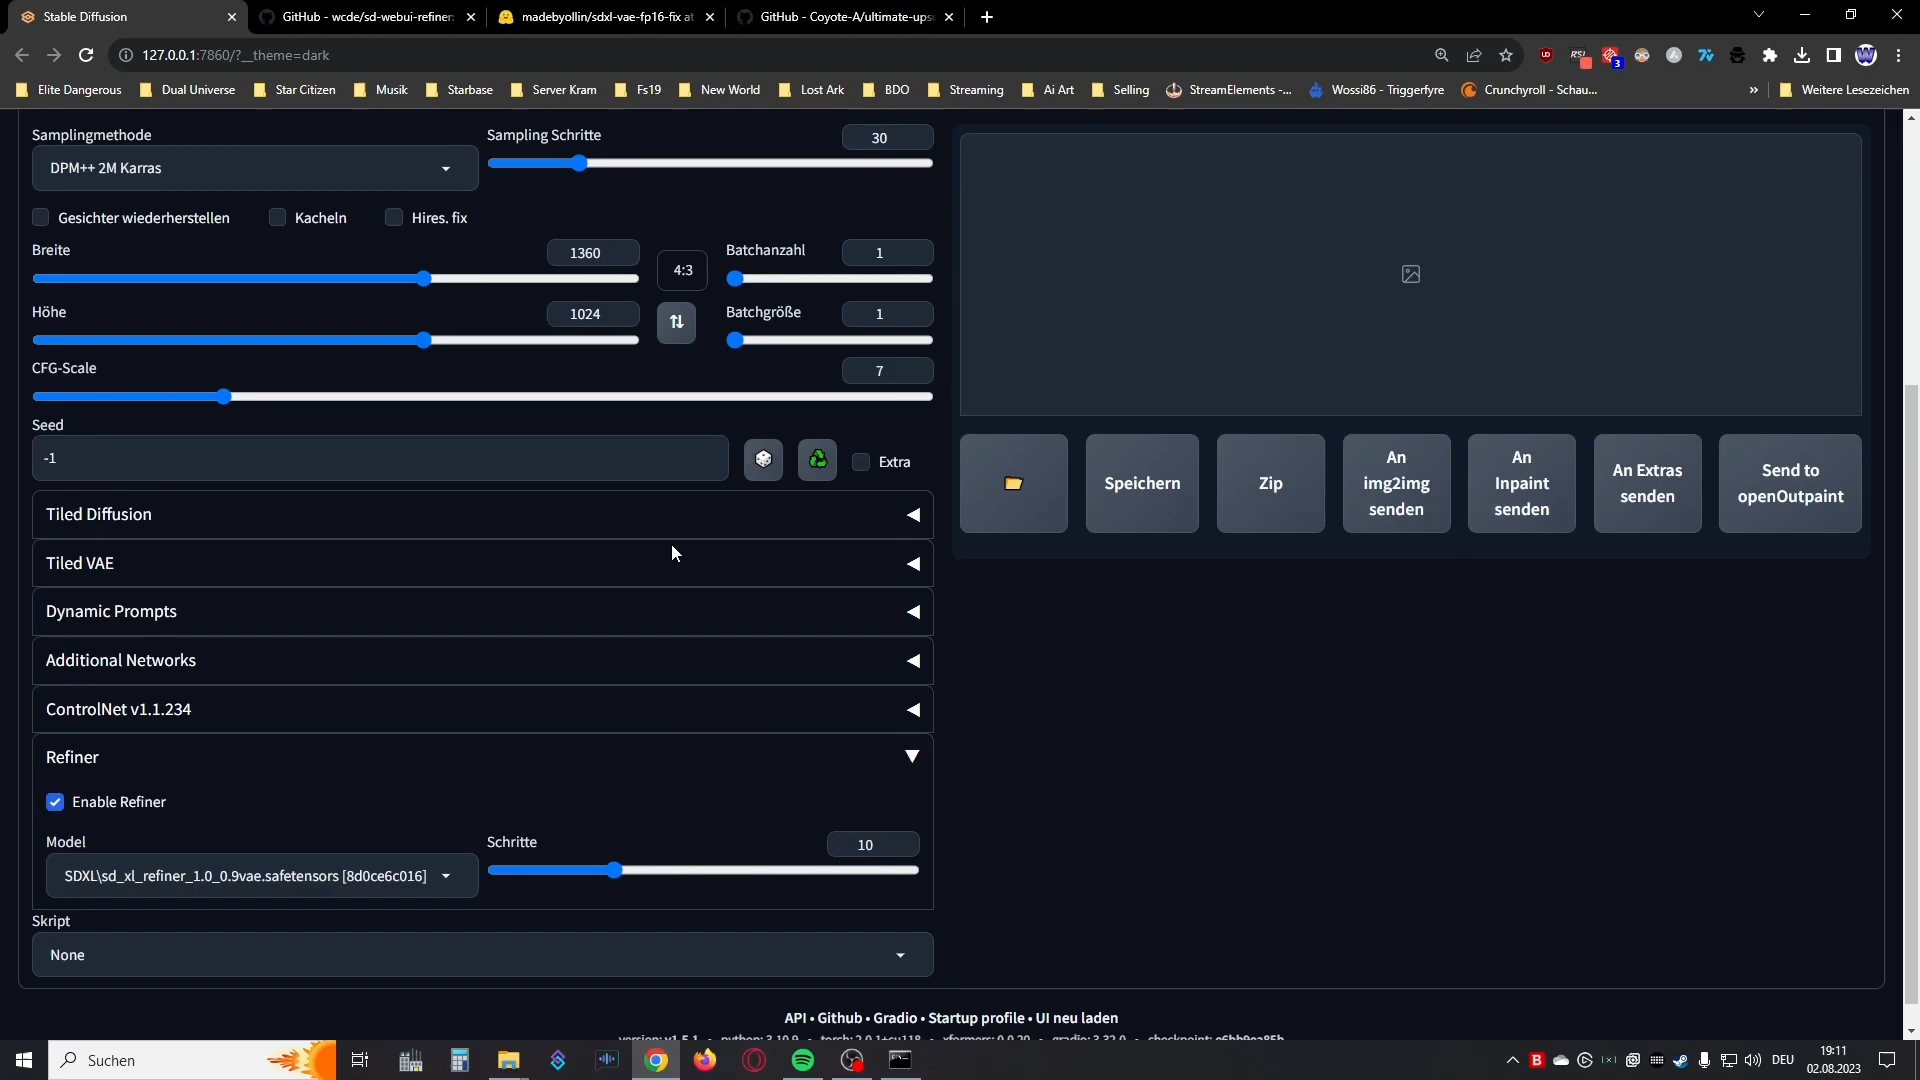 Stable Diffusion
GitHub - wcde/sd-webui-refiner:
madebyollin/sdxl-vae-fp16-fix at
GitHub - Coyote-A/ultimate-ups
127.0.0.1:7860/?__theme=dark
3
W
Elite Dangerous
Dual Universe
Star Citizen
Musik
Starbase
Server Kram
Fs19
New World
Lost Ark
BDO
Streaming
Ai Art
Selling
StreamElements -...
Wossi86 - Triggerfyre
Crunchyroll - Schau...
»
Weitere Lesezeichen
Samplingmethode
DPM++ 2M Karras
Sampling Schritte
30
Gesichter wiederherstellen
Kacheln
Hires. fix
Breite
1360
4:3
Batchanzahl
1
Höhe
1024
Batchgröße
1
CFG-Scale
7
Seed
-1
Extra
Tiled Diffusion
Tiled VAE
Dynamic Prompts
Additional Networks
ControlNet v1.1.234
Refiner
Enable Refiner
Model
SDXL\sd_xl_refiner_1.0_0.9vae.safetensors [8d0ce6c016]
Schritte
10
Skript
None
Speichern
Zip
An
img2img
senden
An
Inpaint
senden
An Extras
senden
Send to
openOutpaint
API • Github • Gradio • Startup profile • UI neu laden
Suchen
DEU
19:11
02.08.2023